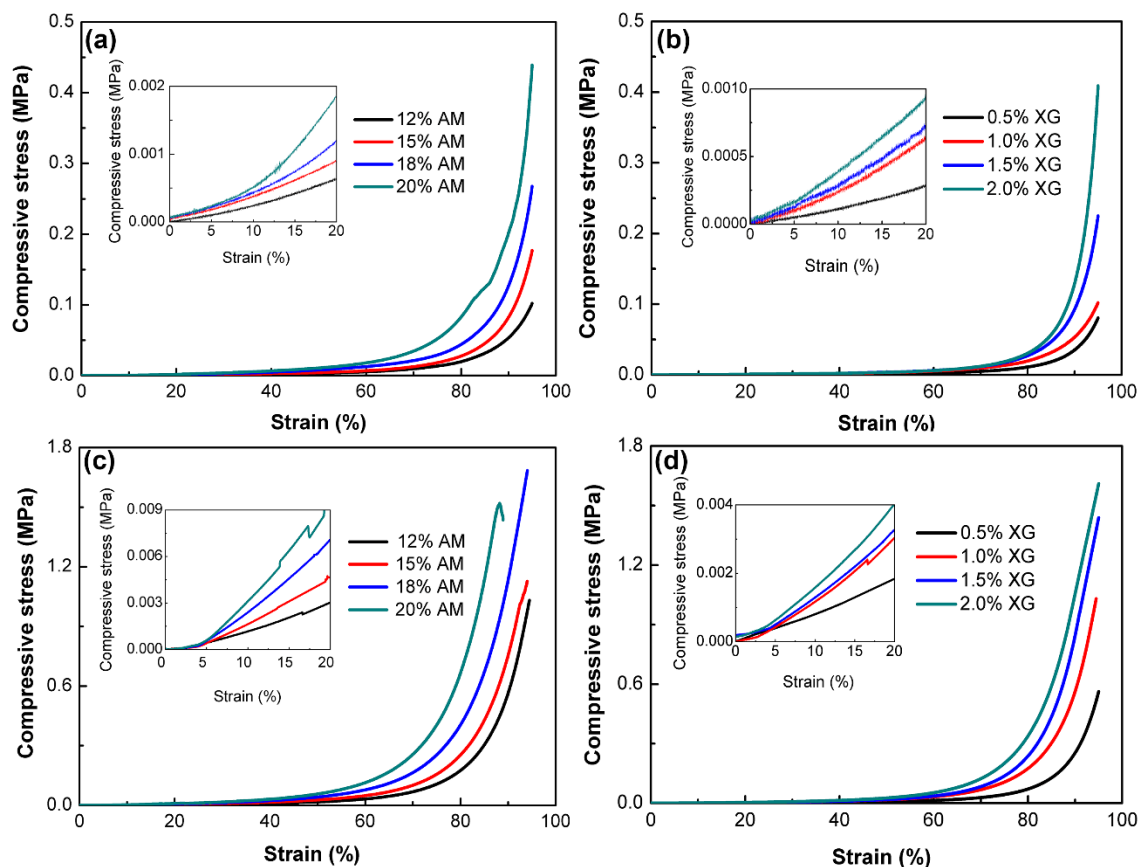 (a)
Compressive stress (MPa)
0.5
0.4
0.3
0.2
0.1
0.0
0 20 40 60 80 100
Strain (%)
Compressive stress (MPa)
0.002
0.001
0.000
0 5 10 15 20
Strain (%)
12% AM
15% AM
18% AM
20% AM
(b)
Compressive stress (MPa)
0.5
0.4
0.3
0.2
0.1
0.0
0 20 40 60 80 100
Strain (%)
Compressive stress (MPa)
0.0010
0.0005
0.0000
0 5 10 15 20
Strain (%)
0.5% XG
1.0% XG
1.5% XG
2.0% XG
(c)
Compressive stress (MPa)
1.8
1.2
0.6
0.0
0 20 40 60 80 100
Strain (%)
Compressive stress (MPa)
0.009
0.006
0.003
0.000
0 5 10 15 20
Strain (%)
12% AM
15% AM
18% AM
20% AM
(d)
Compressive stress (MPa)
1.8
1.2
0.6
0.0
0 20 40 60 80 100
Strain (%)
Compressive stress (MPa)
0.004
0.002
0.000
0 5 10 15 20
Strain (%)
0.5% XG
1.0% XG
1.5% XG
2.0% XG